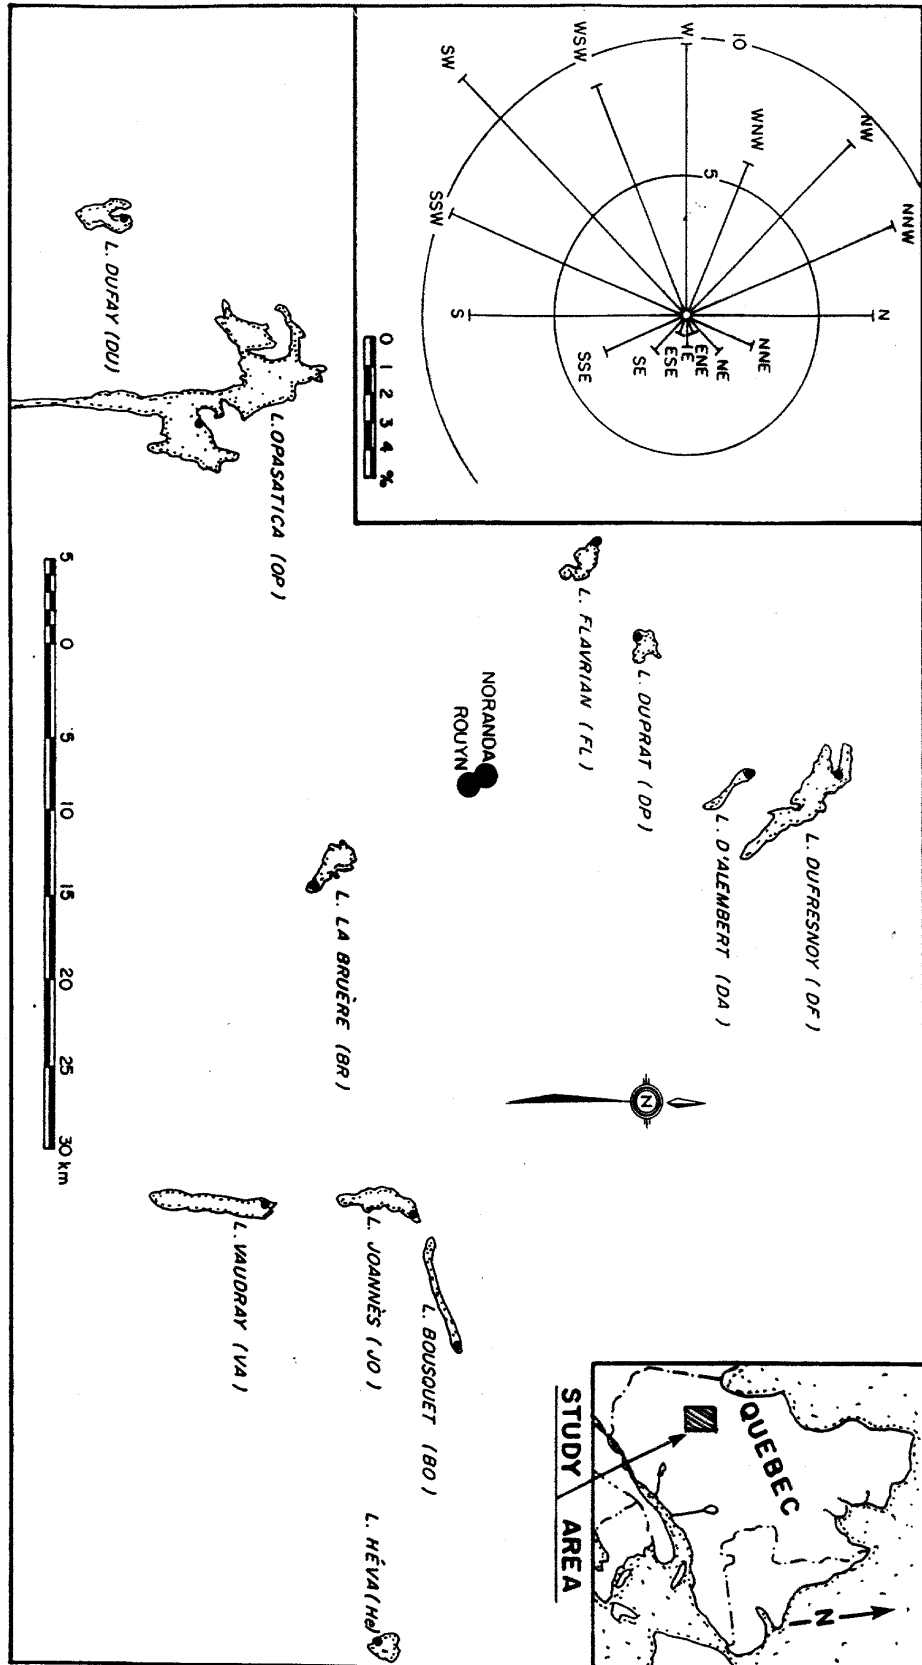 10
5
N
NNE
NE
ENE
E
ESE
SE
SSE
S
SSW
SW
WSW
W
WNW
NW
NNW
0 1 2 3 4 %
QUEBEC
N
STUDY AREA
L. DUFRESNOY (DF)
L. D'ALEMBERT (DA)
L. DUPRAT (DP)
L. FLAVRIAN (FL)
NORANDA
ROUYN
N
L. BOUSQUET (BO)
L. JOANNÈS (JO)
L. HÉVA (He)
L. LA BRUÈRE (BR)
L. VAUDRAY (VA)
L. OPASATICA (OP)
L. DUFAY (DU)
5 0 5 10 15 20 25 30 km